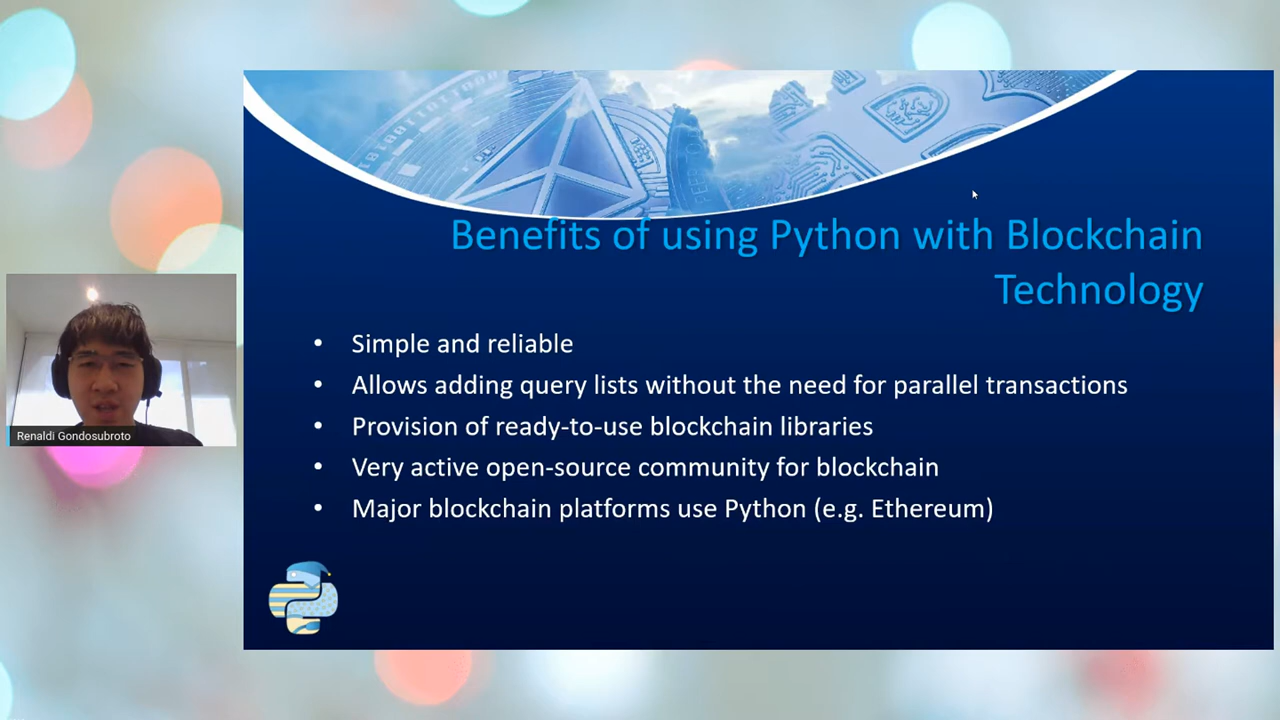 Benefits of using Python with Blockchain
Technology
• Simple and reliable
• Allows adding query lists without the need for parallel transactions
• Provision of ready-to-use blockchain libraries
• Very active open-source community for blockchain
• Major blockchain platforms use Python (e.g. Ethereum)
Renaldi Gondosubroto